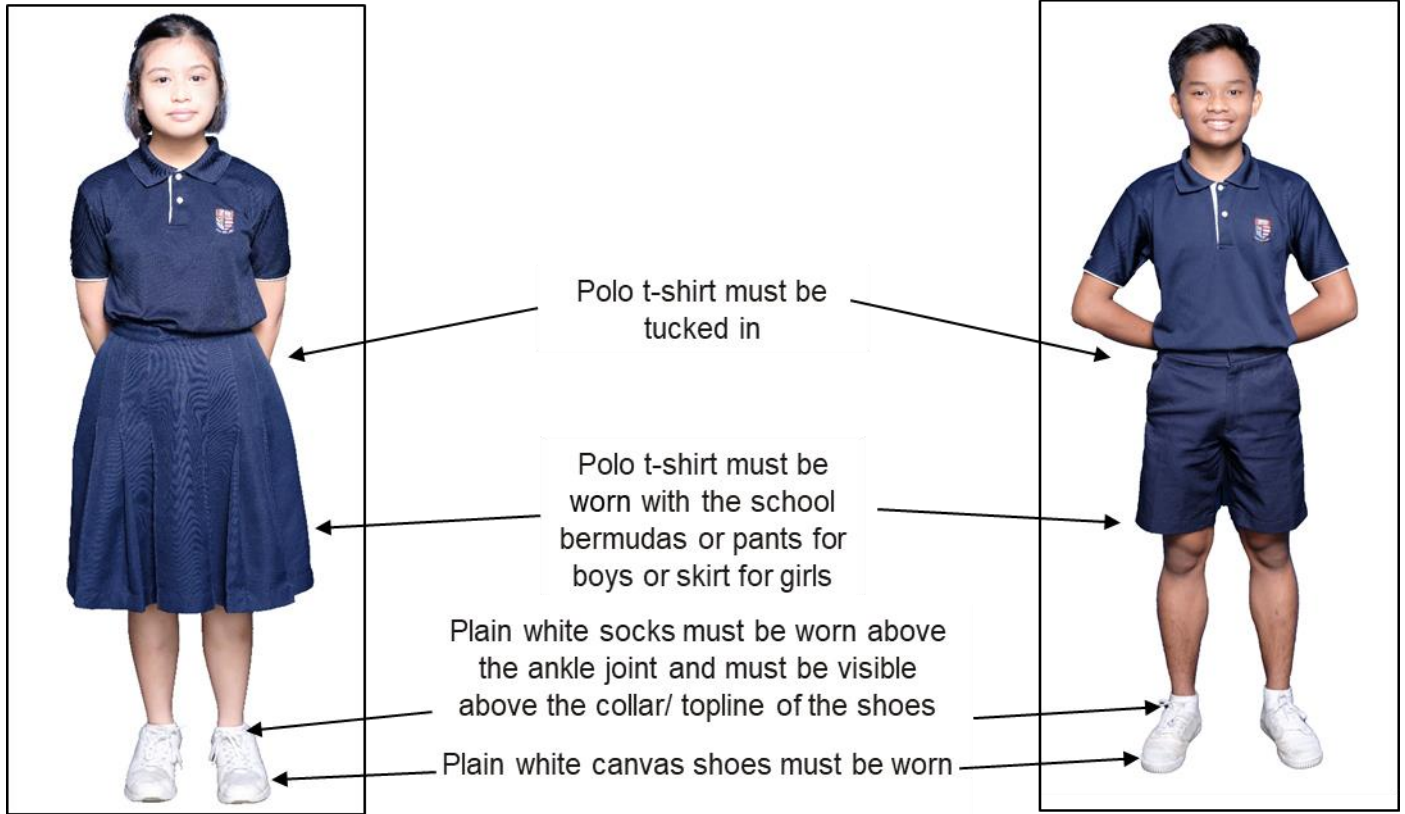 Polo t-shirt must be
tucked in
Polo t-shirt must be
worn with the school
bermudas or pants for
boys or skirt for girls
Plain white socks must be worn above
the ankle joint and must be visible
above the collar/ topline of the shoes
Plain white canvas shoes must be worn